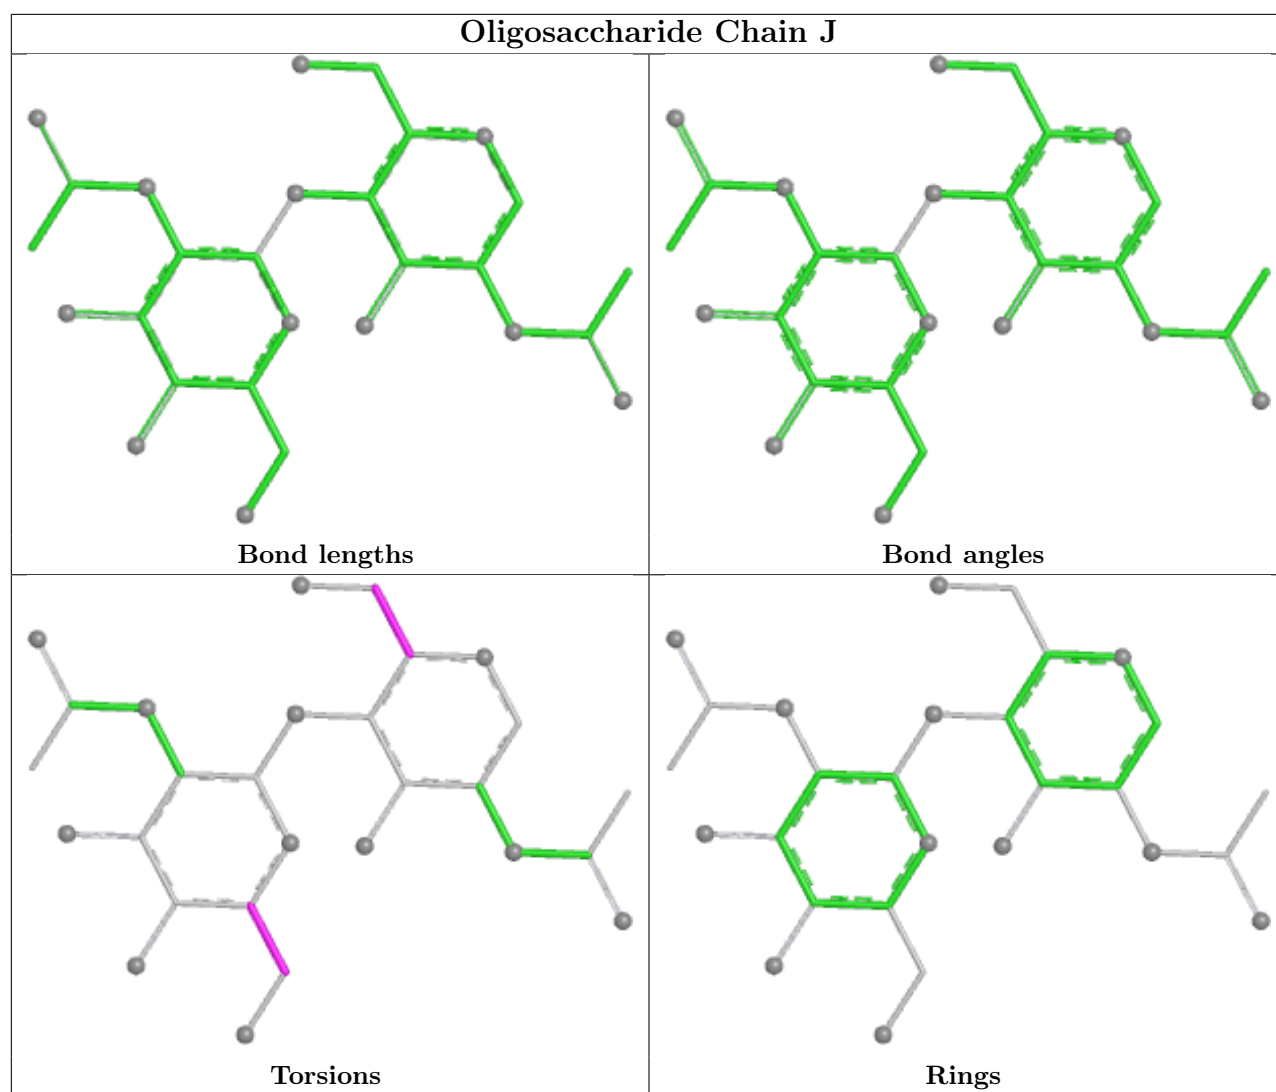 Oligosaccharide Chain J
Bond lengths
Bond angles
Torsions
Rings